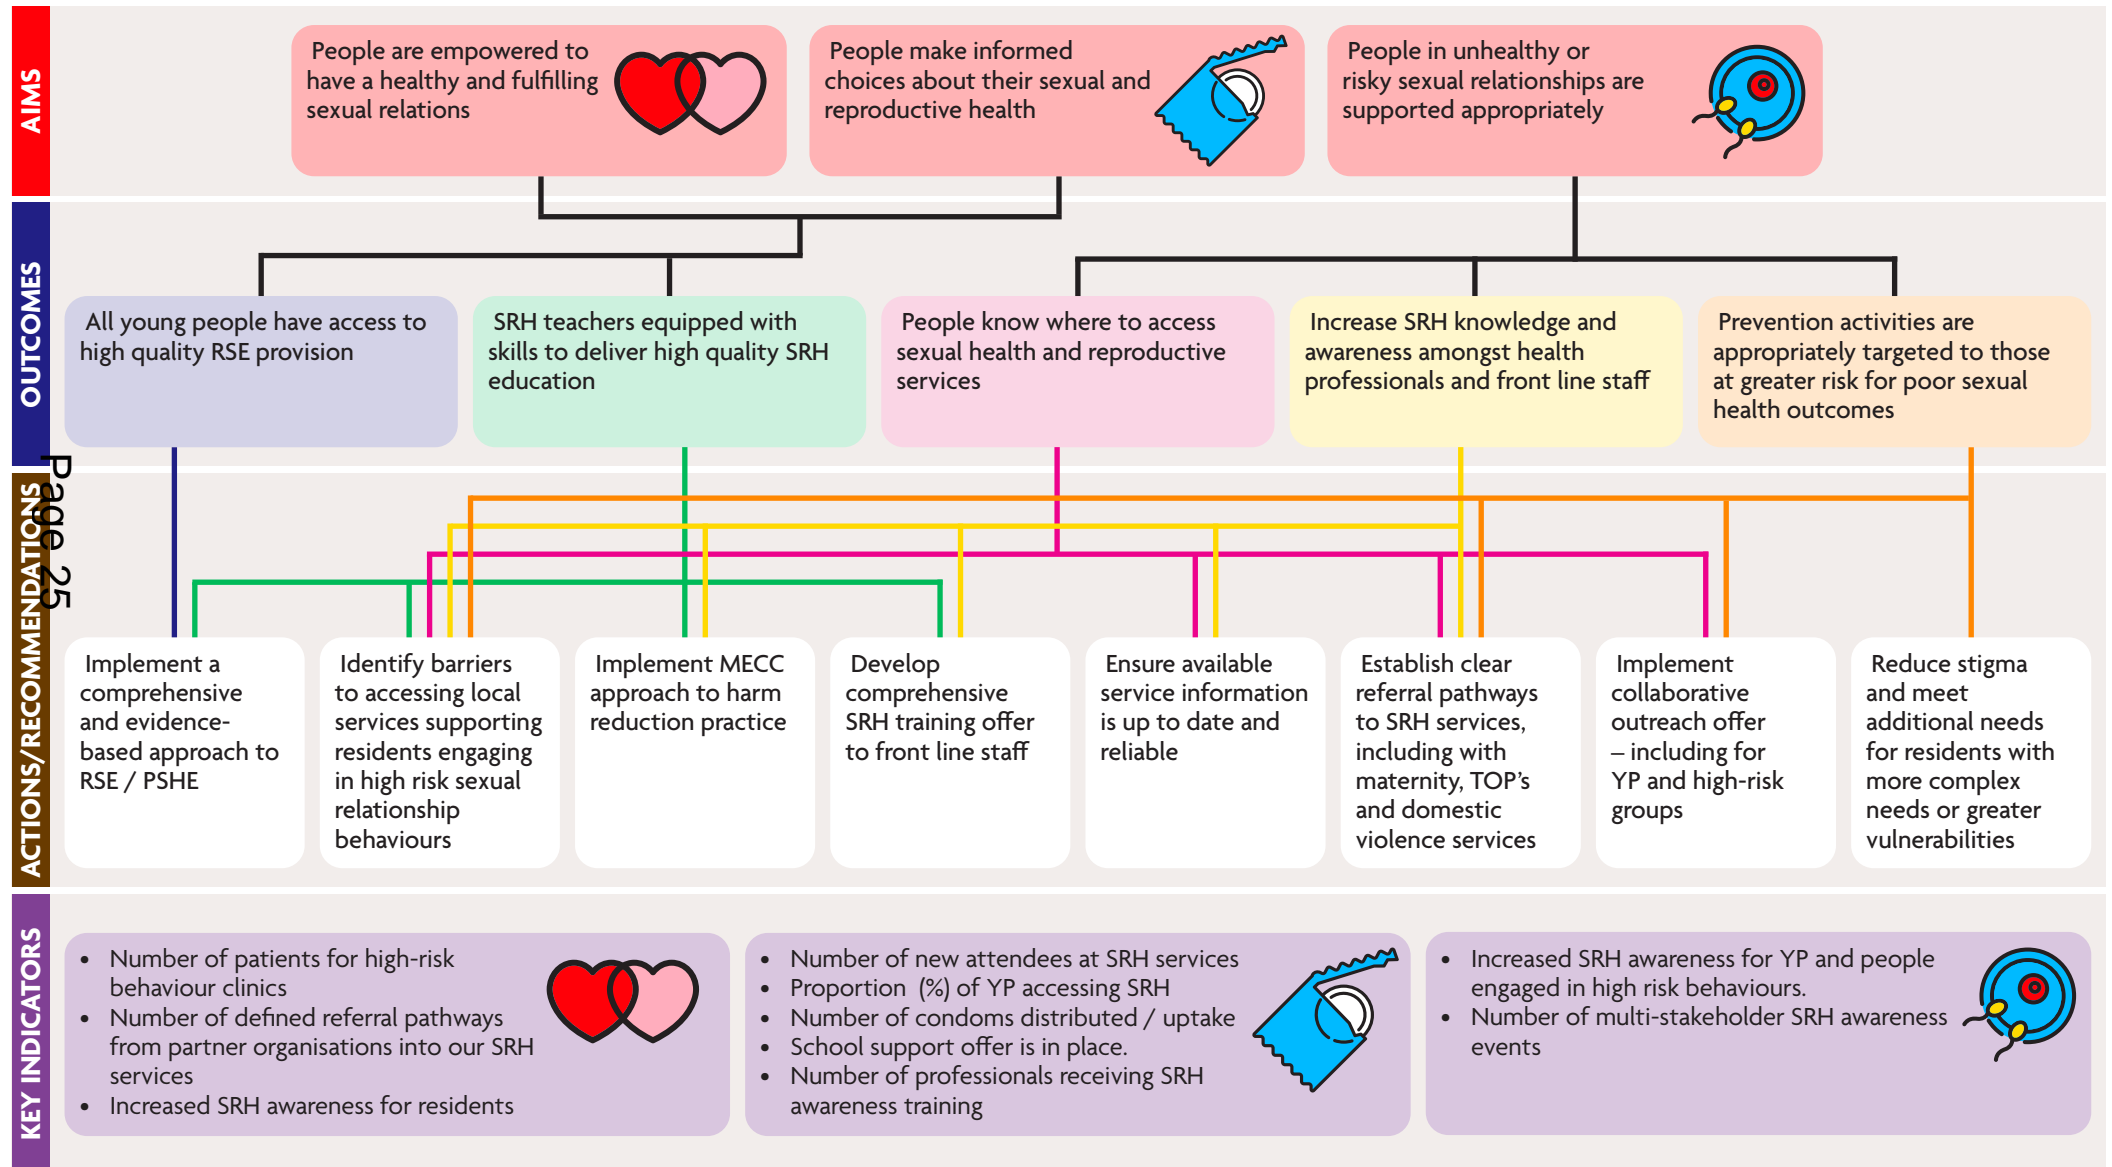 AIMS
People are empowered to
have a healthy and fulfilling
sexual relations
People make informed
choices about their sexual and
reproductive health
People in unhealthy or
risky sexual relationships are
supported appropriately
OUTCOMES
All young people have access to
high quality RSE provision
SRH teachers equipped with
skills to deliver high quality SRH
education
People know where to access
sexual health and reproductive
services
Increase SRH knowledge and
awareness amongst health
professionals and front line staff
Prevention activities are
appropriately targeted to those
at greater risk for poor sexual
health outcomes
Page 25
ACTIONS/RECOMMENDATIONS
Implement a
comprehensive
and evidence-
based approach to
RSE / PSHE
Identify barriers
to accessing local
services supporting
residents engaging
in high risk sexual
relationship
behaviours
Implement MECC
approach to harm
reduction practice
Develop
comprehensive
SRH training offer
to front line staff
Ensure available
service information
is up to date and
reliable
Establish clear
referral pathways
to SRH services,
including with
maternity, TOP's
and domestic
violence services
Implement
collaborative
outreach offer
– including for
YP and high-risk
groups
Reduce stigma
and meet
additional needs
for residents with
more complex
needs or greater
vulnerabilities
KEY INDICATORS
• Number of patients for high-risk
behaviour clinics
• Number of defined referral pathways
from partner organisations into our SRH
services
• Increased SRH awareness for residents
• Number of new attendees at SRH services
• Proportion (%) of YP accessing SRH
• Number of condoms distributed / uptake
• School support offer is in place.
• Number of professionals receiving SRH
awareness training
• Increased SRH awareness for YP and people
engaged in high risk behaviours.
• Number of multi-stakeholder SRH awareness
events